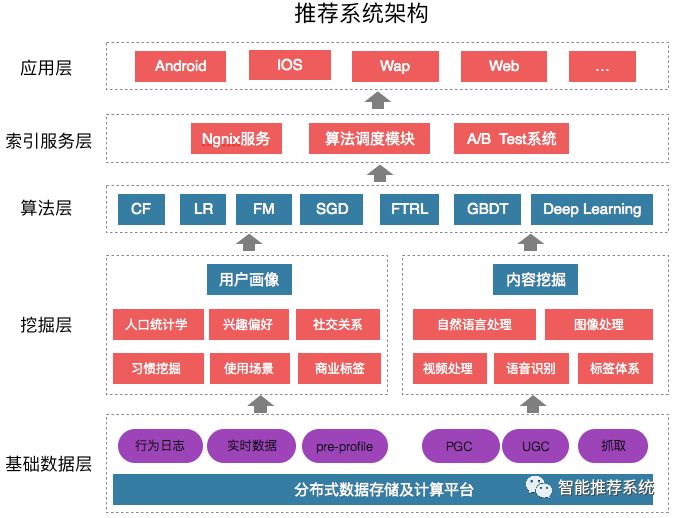 推荐系统架构
应用层
Android IOS Wap Web ...
索引服务层
Ngnix服务 算法调度模块 A/B Test系统
算法层
CF LR FM SGD FTRL GBDT Deep Learning
挖掘层
用户画像 内容挖掘
人口统计学 兴趣偏好 社交关系 自然语言处理 图像处理
习惯挖掘 使用场景 商业标签 视频处理 语音识别 标签体系
基础数据层
行为日志 实时数据 pre-profile PGC UGC 抓取
分布式数据存储及计算平台
智能推荐系统